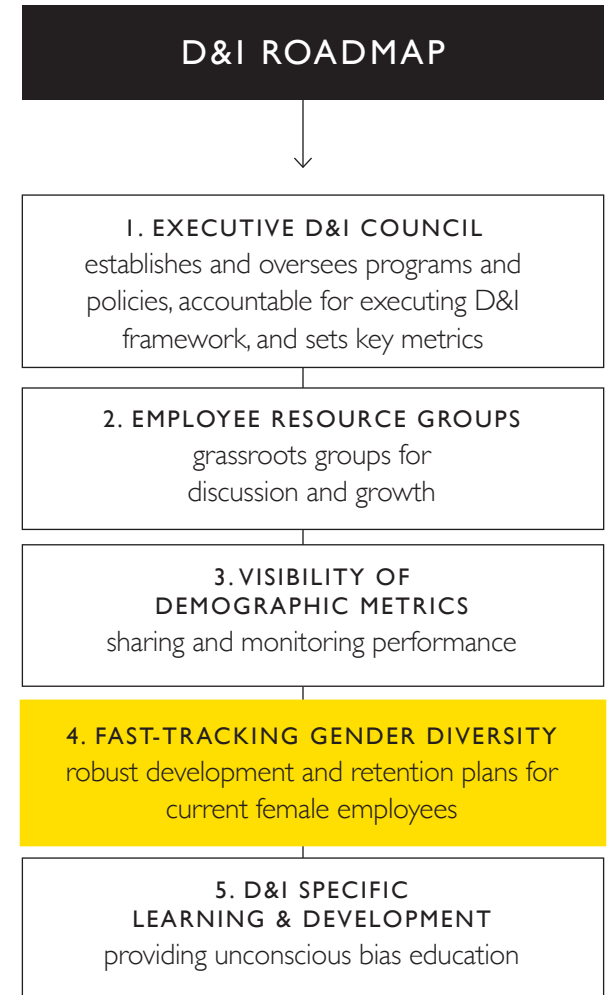 D&I ROADMAP
1. EXECUTIVE D&I COUNCIL
establishes and oversees programs and
policies, accountable for executing D&I
framework, and sets key metrics
2. EMPLOYEE RESOURCE GROUPS
grassroots groups for
discussion and growth
3. VISIBILITY OF
DEMOGRAPHIC METRICS
sharing and monitoring performance
4. FAST-TRACKING GENDER DIVERSITY
robust development and retention plans for
current female employees
5. D&I SPECIFIC
LEARNING & DEVELOPMENT
providing unconscious bias education